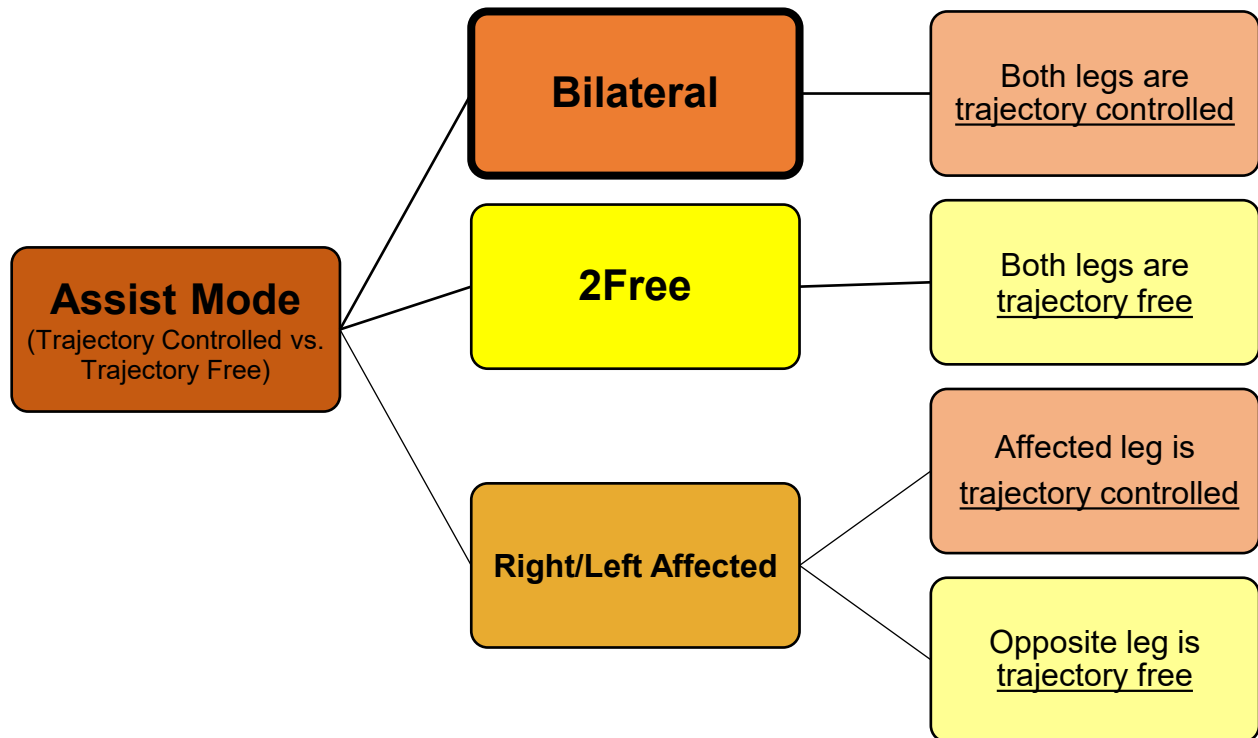 Assist Mode
(Trajectory Controlled vs.
Trajectory Free)
Bilateral
Both legs are
trajectory controlled
2Free
Both legs are
trajectory free
Right/Left Affected
Affected leg is
trajectory controlled
Opposite leg is
trajectory free